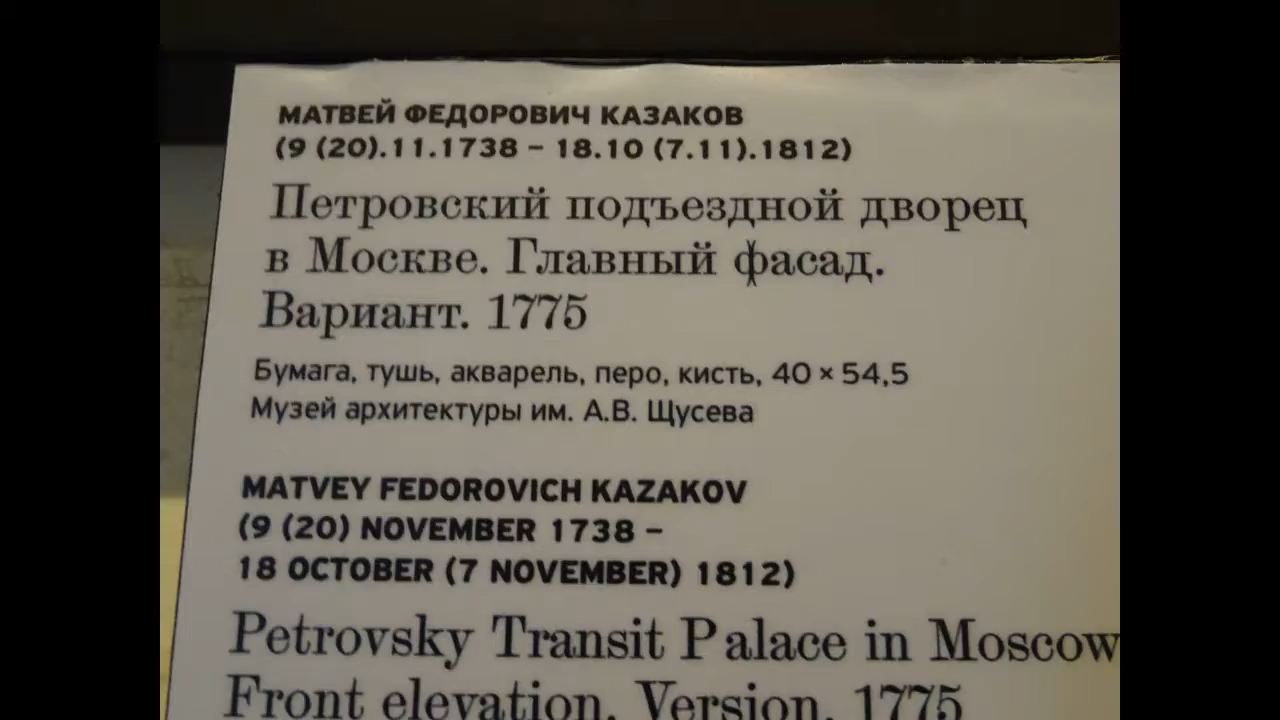 МАТВЕЙ ФЕДОРОВИЧ КАЗАКОВ
(9 (20).11.1738 – 18.10 (7.11).1812)
Петровский подъездной дворец
в Москве. Главный фасад.
Вариант. 1775
Бумага, тушь, акварель, перо, кисть, 40 × 54,5
Музей архитектуры им. А.В. Щусева
MATVEY FEDOROVICH KAZAKOV
(9 (20) NOVEMBER 1738 –
18 OCTOBER (7 NOVEMBER) 1812)
Petrovsky Transit Palace in Moscow
Front elevation. Version. 1775